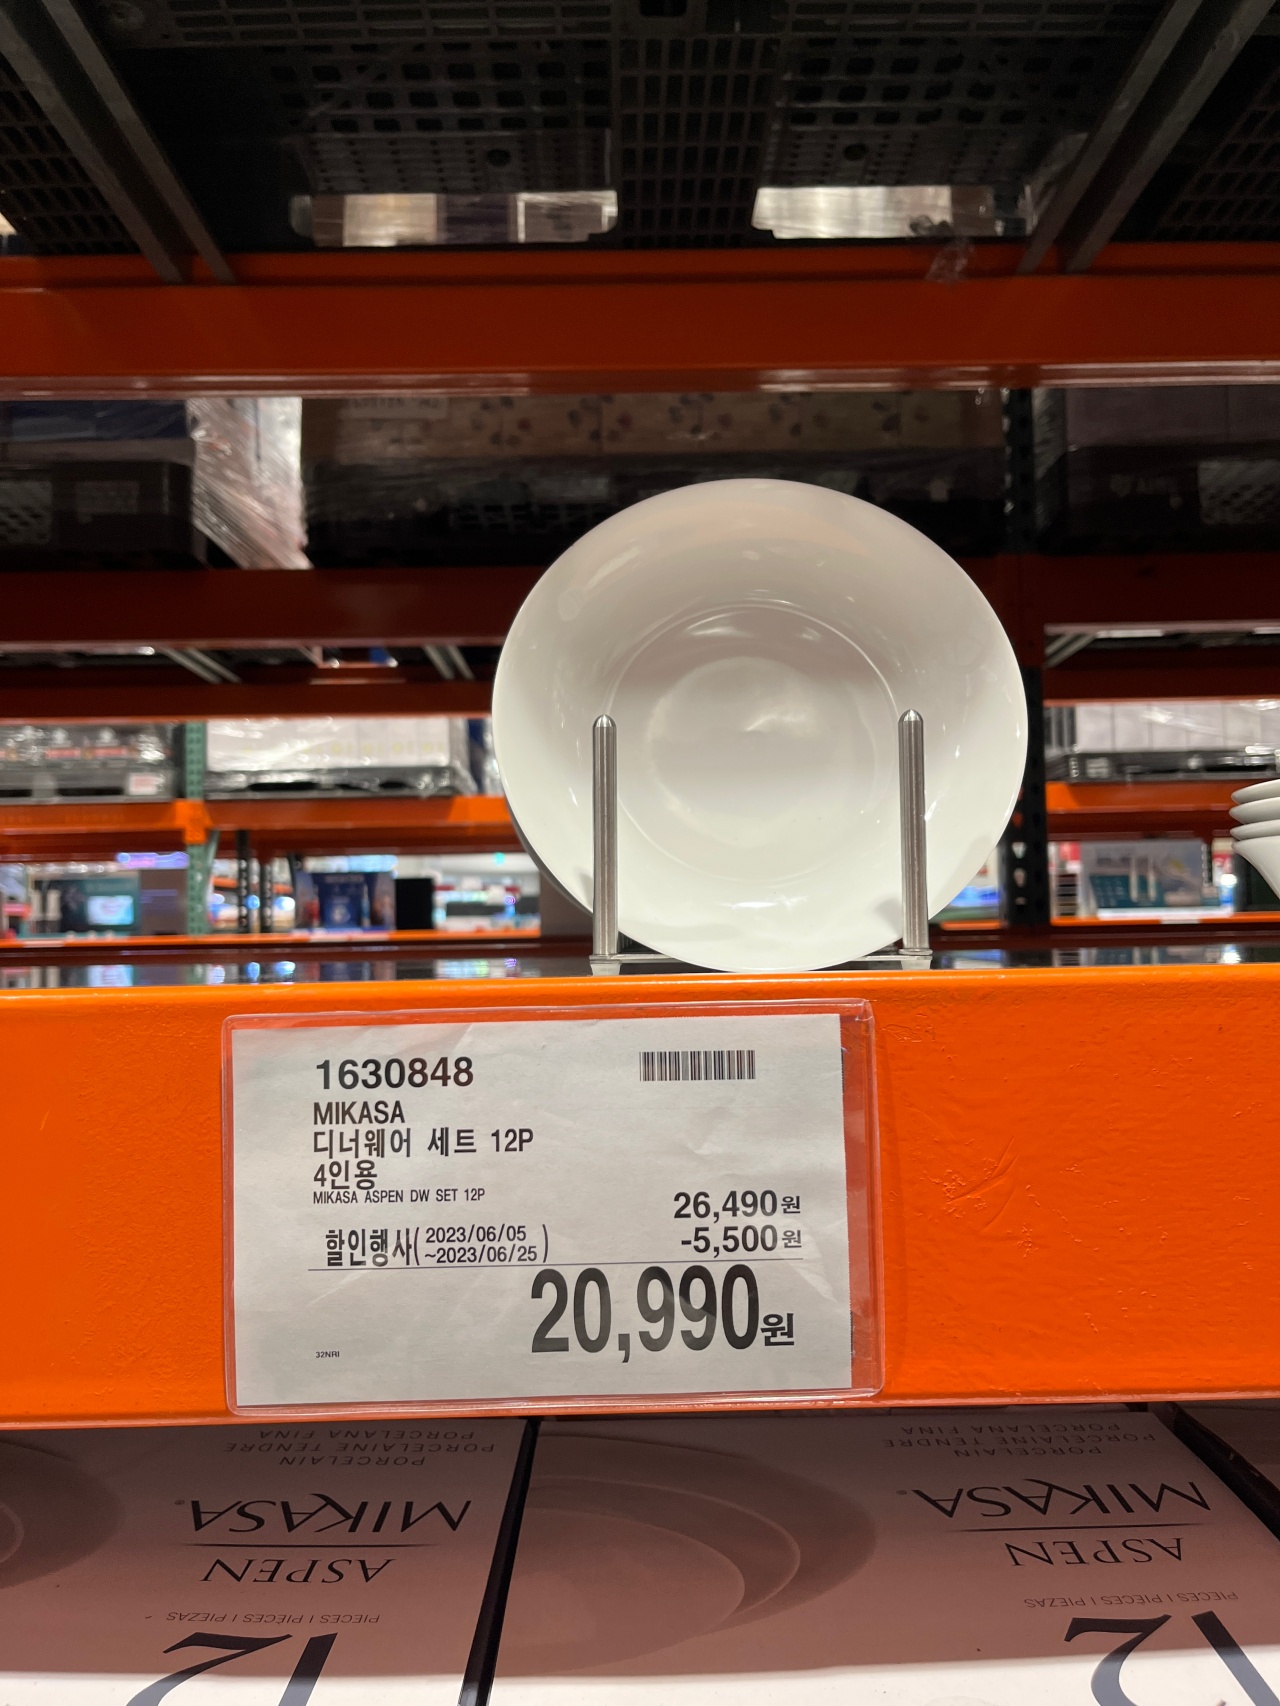 1630848
MIKASA
디너웨어 세트 12P
4인용
MIKASA ASPEN DW SET 12P
26,490원
할인행사( 2023/06/05 ~2023/06/25 )
-5,500원
20,990원
32NRI
PORCELANA FINA
PORCELAINE TENDRE
PORCELAIN
MIKASA®
ASPEN
PIECES | PIÈCES | PIEZAS
12
PORCELANA FINA
PORCELAINE TENDRE
PORCELAIN
MIKASA®
ASPEN
PIECES | PIÈCES | PIEZAS
12